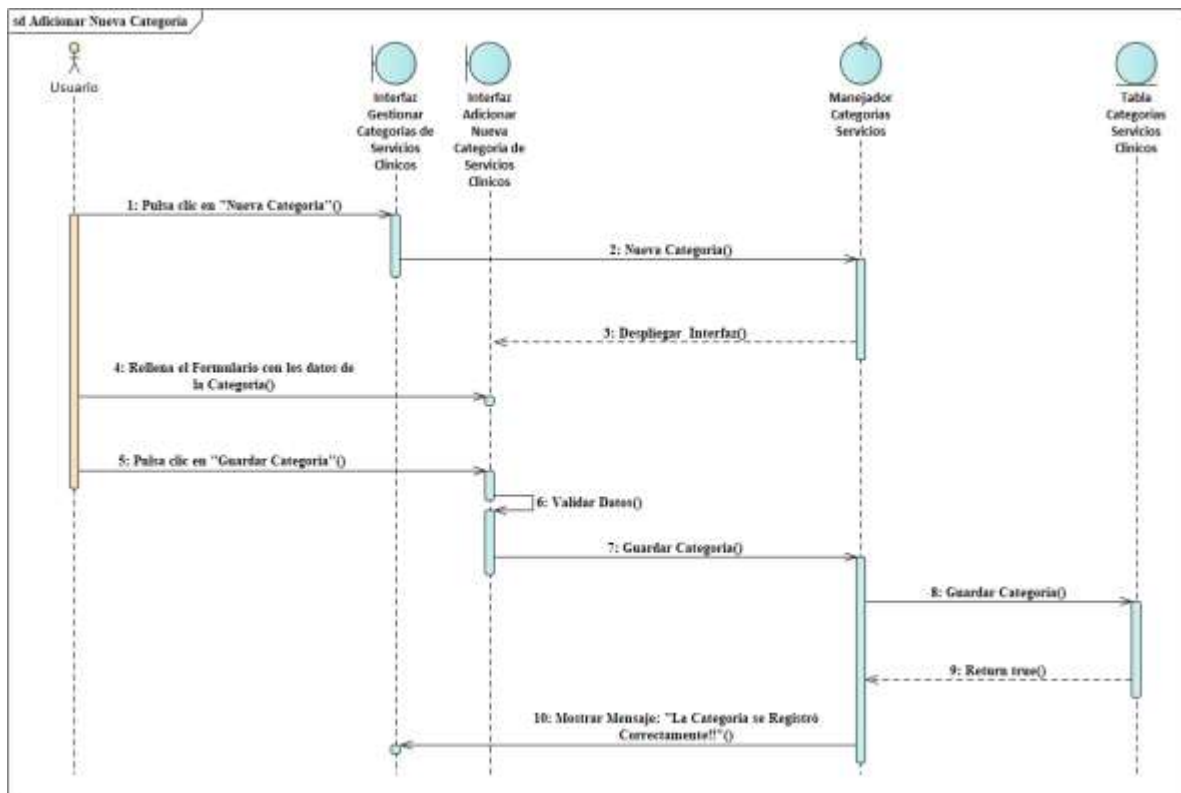 sd Adicionar Nueva Categoria
Usuario
Interfaz
Gestionar
Categorias de
Servicios
Clinicos
Interfaz
Adicionar
Nueva
Categoria de
Servicios
Clinicos
Manejador
Categorias
Servicios
Tabla
Categorias
Servicios
Clinicos
1: Pulsa clic en "Nueva Categoria"()
2: Nueva Categoria()
3: Despliegar Interfaz()
4: Rellena el Formulario con los datos de
la Categoria()
5: Pulsa clic en "Guardar Categoria"()
6: Validar Datos()
7: Guardar Categoria()
8: Guardar Categoria()
9: Return true()
10: Mostrar Mensaje: "La Categoria se Registró
Correctamente!!"()